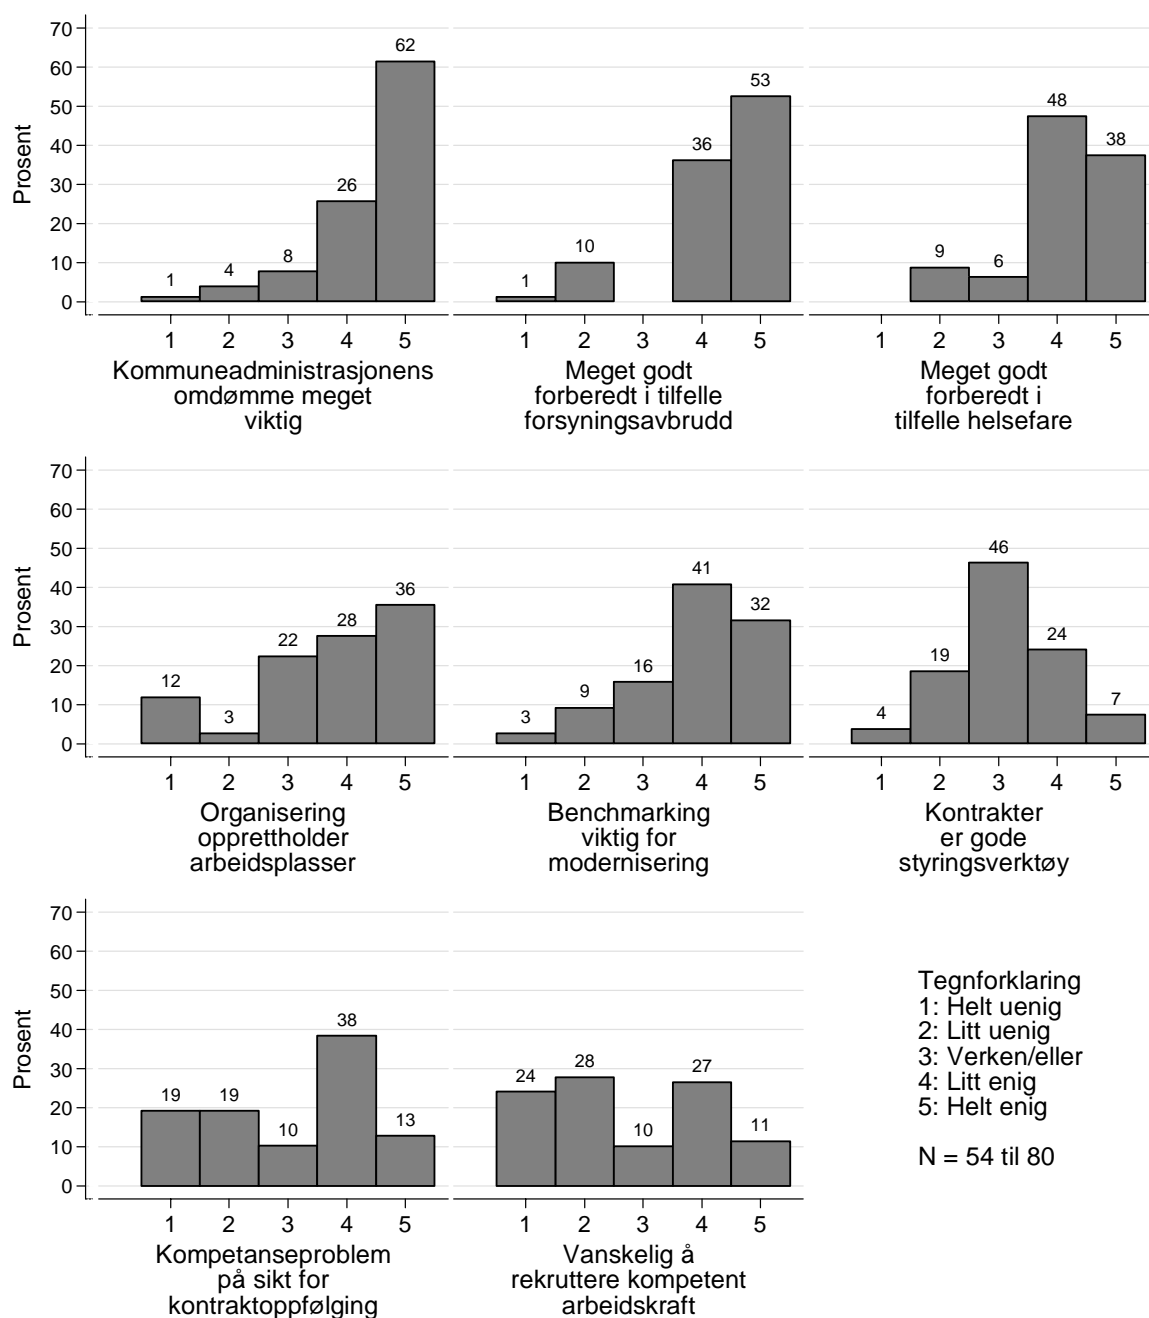 Prosent
70
60
50
40
30
20
10
0
1
4
8
26
62
1 2 3 4 5
Kommuneadministrasjonens
omdømme meget
viktig
1
10
36
53
1 2 3 4 5
Meget godt
forberedt i tilfelle
forsyningsavbrudd
9
6
48
38
1 2 3 4 5
Meget godt
forberedt i
tilfelle helsefare
Prosent
70
60
50
40
30
20
10
0
12
3
22
28
36
1 2 3 4 5
Organisering
opprettholder
arbeidsplasser
3
9
16
41
32
1 2 3 4 5
Benchmarking
viktig for
modernisering
4
19
46
24
7
1 2 3 4 5
Kontrakter
er gode
styringsverktøy
Prosent
70
60
50
40
30
20
10
0
19
19
10
38
13
1 2 3 4 5
Kompetanseproblem
på sikt for
kontraktoppfølging
24
28
10
27
11
1 2 3 4 5
Vanskelig å
rekruttere kompetent
arbeidskraft
Tegnforklaring
1: Helt uenig
2: Litt uenig
3: Verken/eller
4: Litt enig
5: Helt enig
N = 54 til 80